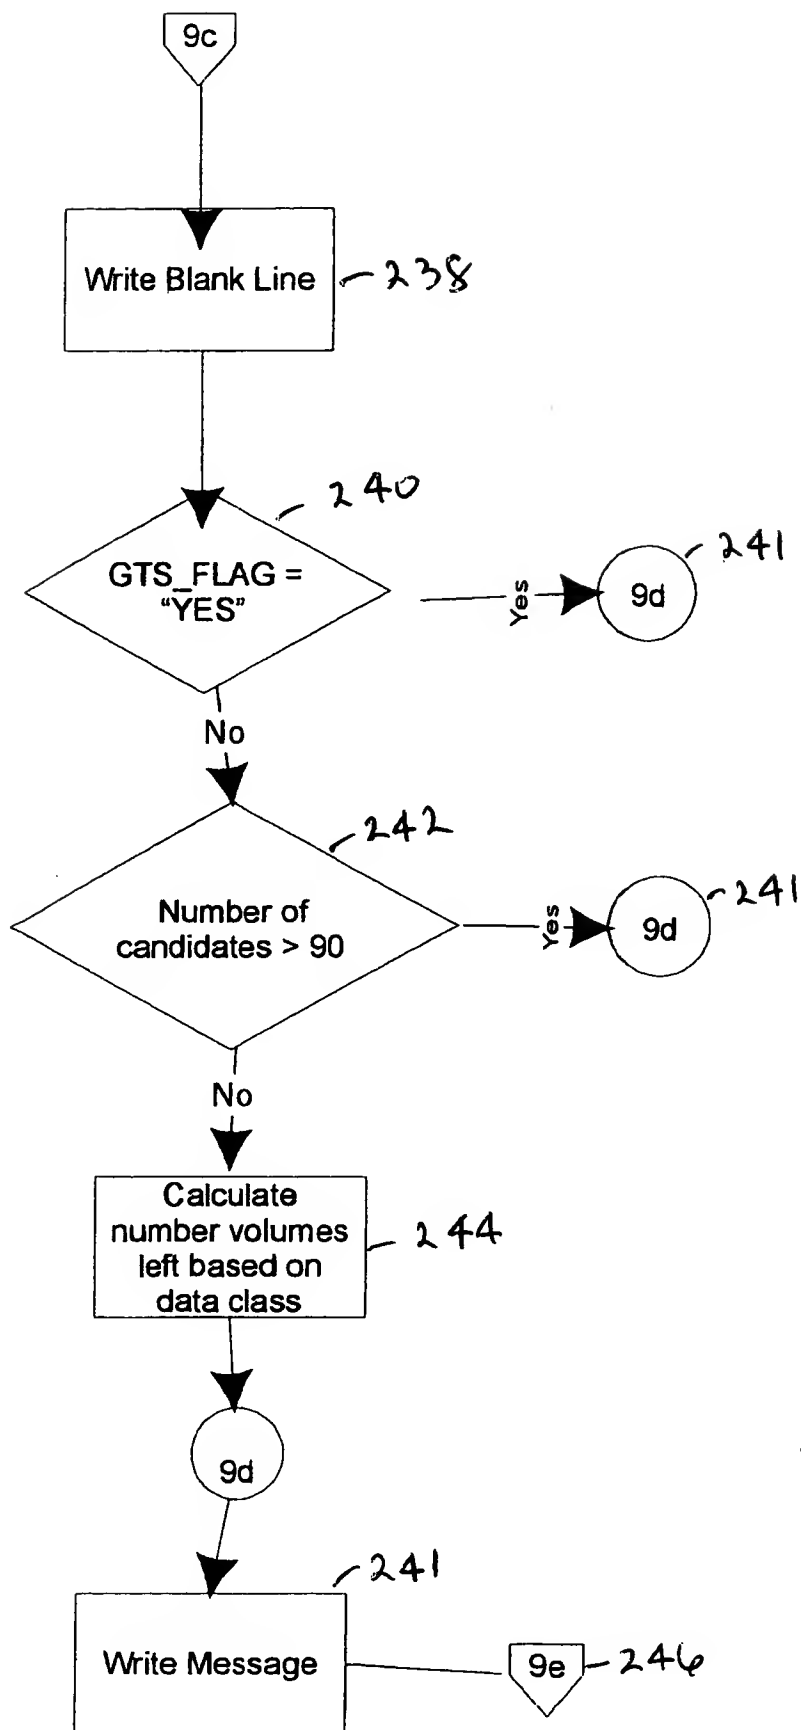 9c
Write Blank Line
238
240
GTS_FLAG =
“YES”
Yes
9d
241
No
242
Number of
candidates > 90
Yes
9d
241
No
Calculate
number volumes
left based on
data class
244
9d
241
Write Message
9e
246